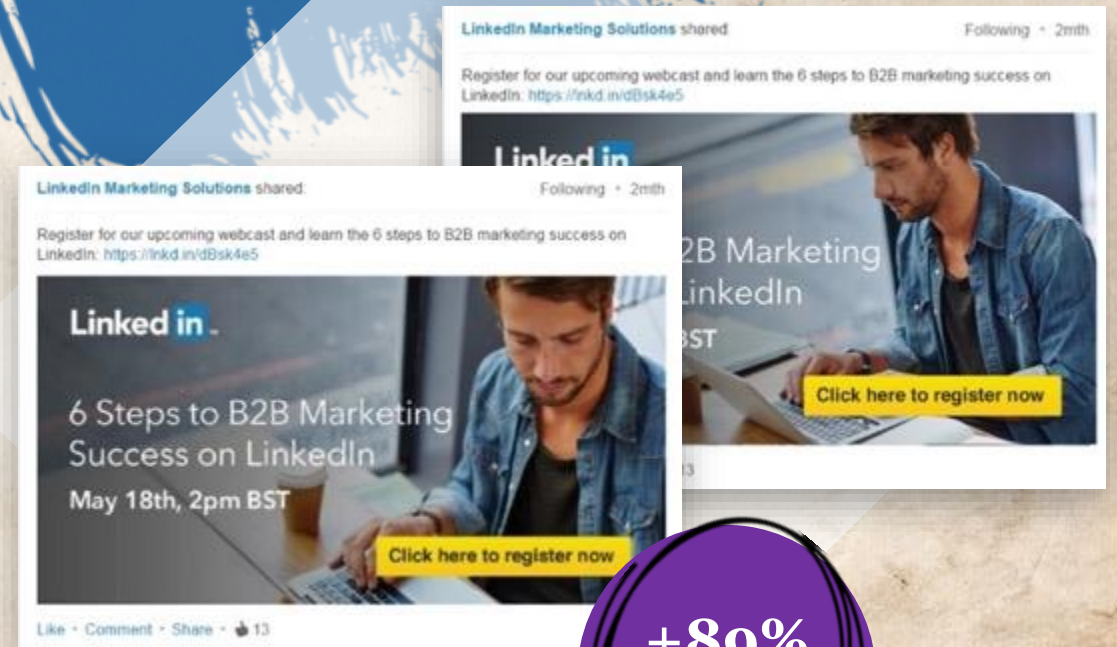 LinkedIn Marketing Solutions shared
Following • 2mth
Register for our upcoming webcast and learn the 6 steps to B2B marketing success on
LinkedIn: https://lnkd.in/dBsk4e5
Linked in
2B Marketing
LinkedIn
BST
Click here to register now
13
LinkedIn Marketing Solutions shared:
Following • 2mth
Register for our upcoming webcast and learn the 6 steps to B2B marketing success on
LinkedIn: https://lnkd.in/dBsk4e5
Linked in
6 Steps to B2B Marketing
Success on LinkedIn
May 18th, 2pm BST
Click here to register now
Like • Comment • Share • 13
+89%